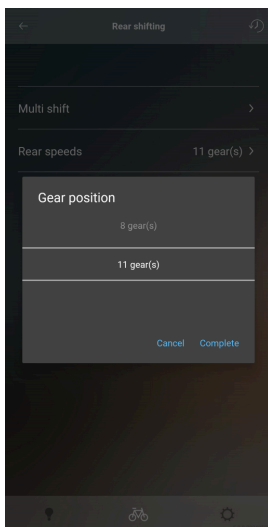 Rear shifting
Multi shift
Rear speeds 11 gear(s)
Gear position
8 gear(s)
11 gear(s)
Cancel Complete